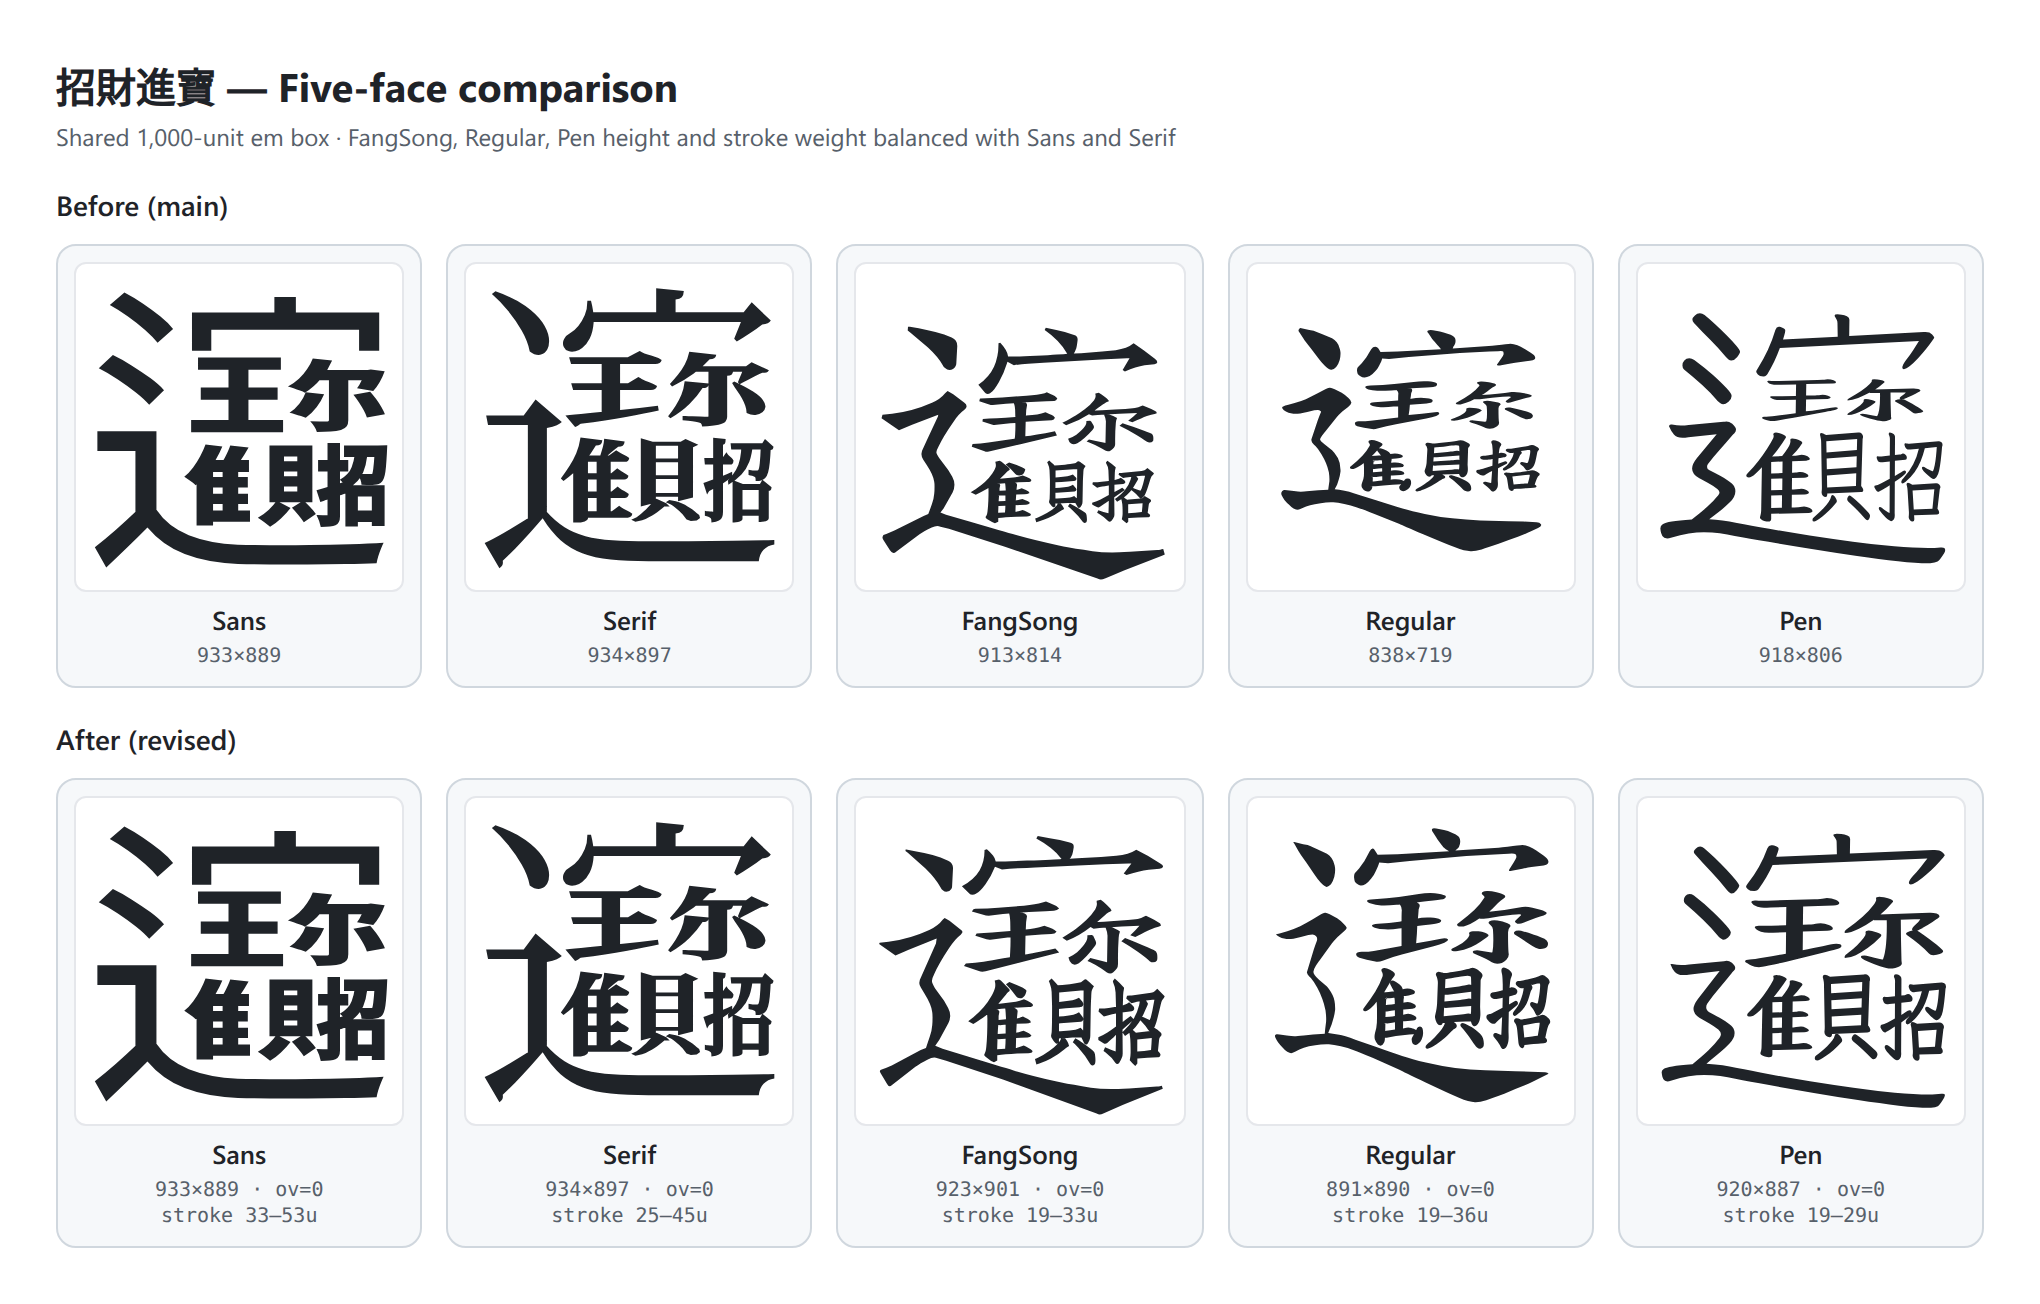 招財進寶 — Five-face comparison
Shared 1,000-unit em box · FangSong, Regular, Pen height and stroke weight balanced with Sans and Serif
Before (main)
Sans
933×889
Serif
934×897
FangSong
913×814
Regular
838×719
Pen
918×806
After (revised)
Sans
933×889 · ov=0
stroke 33–53u
Serif
934×897 · ov=0
stroke 25–45u
FangSong
923×901 · ov=0
stroke 19–33u
Regular
891×890 · ov=0
stroke 19–36u
Pen
920×887 · ov=0
stroke 19–29u